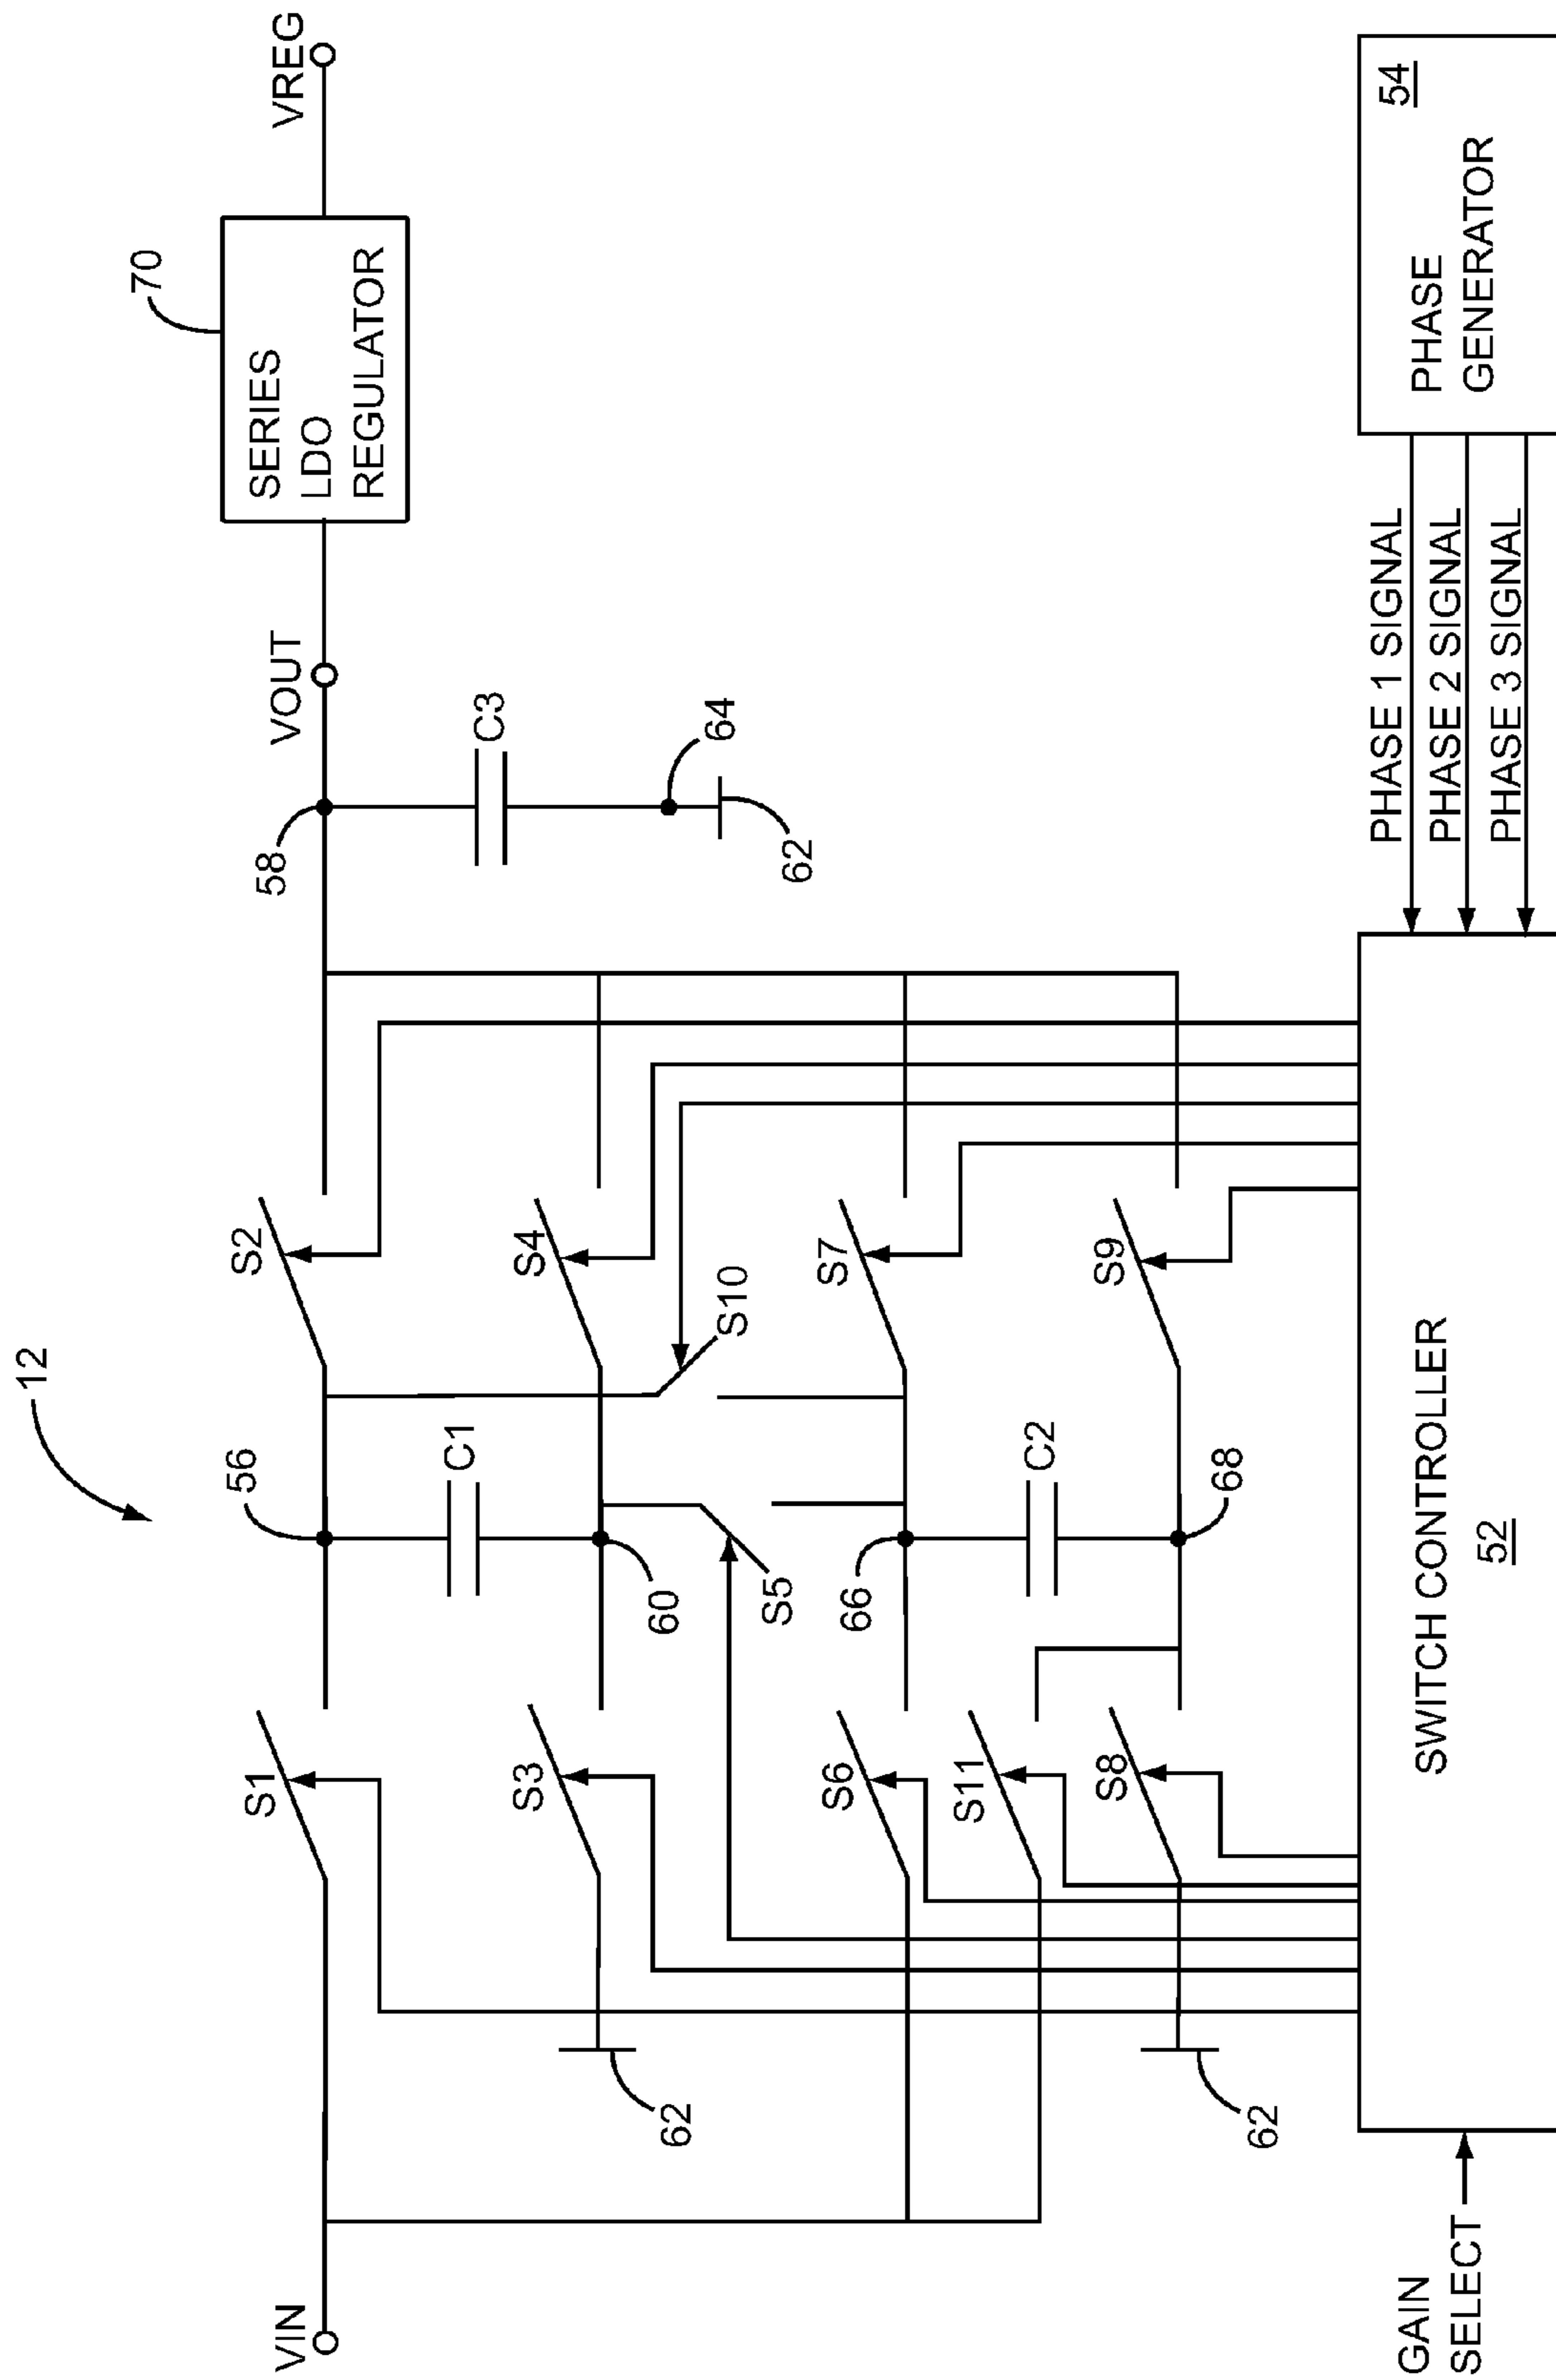 12
70
VIN
S1
56
S2
58
VOUT
SERIES
LDO
REGULATOR
VREG
C1
C3
62
S3
60
S4
64
S5
S10
62
66
S6
S7
C2
S11
62
S8
68
S9
GAIN
SELECT
SWITCH CONTROLLER
52
PHASE 1 SIGNAL
PHASE 2 SIGNAL
PHASE 3 SIGNAL
54
PHASE
GENERATOR